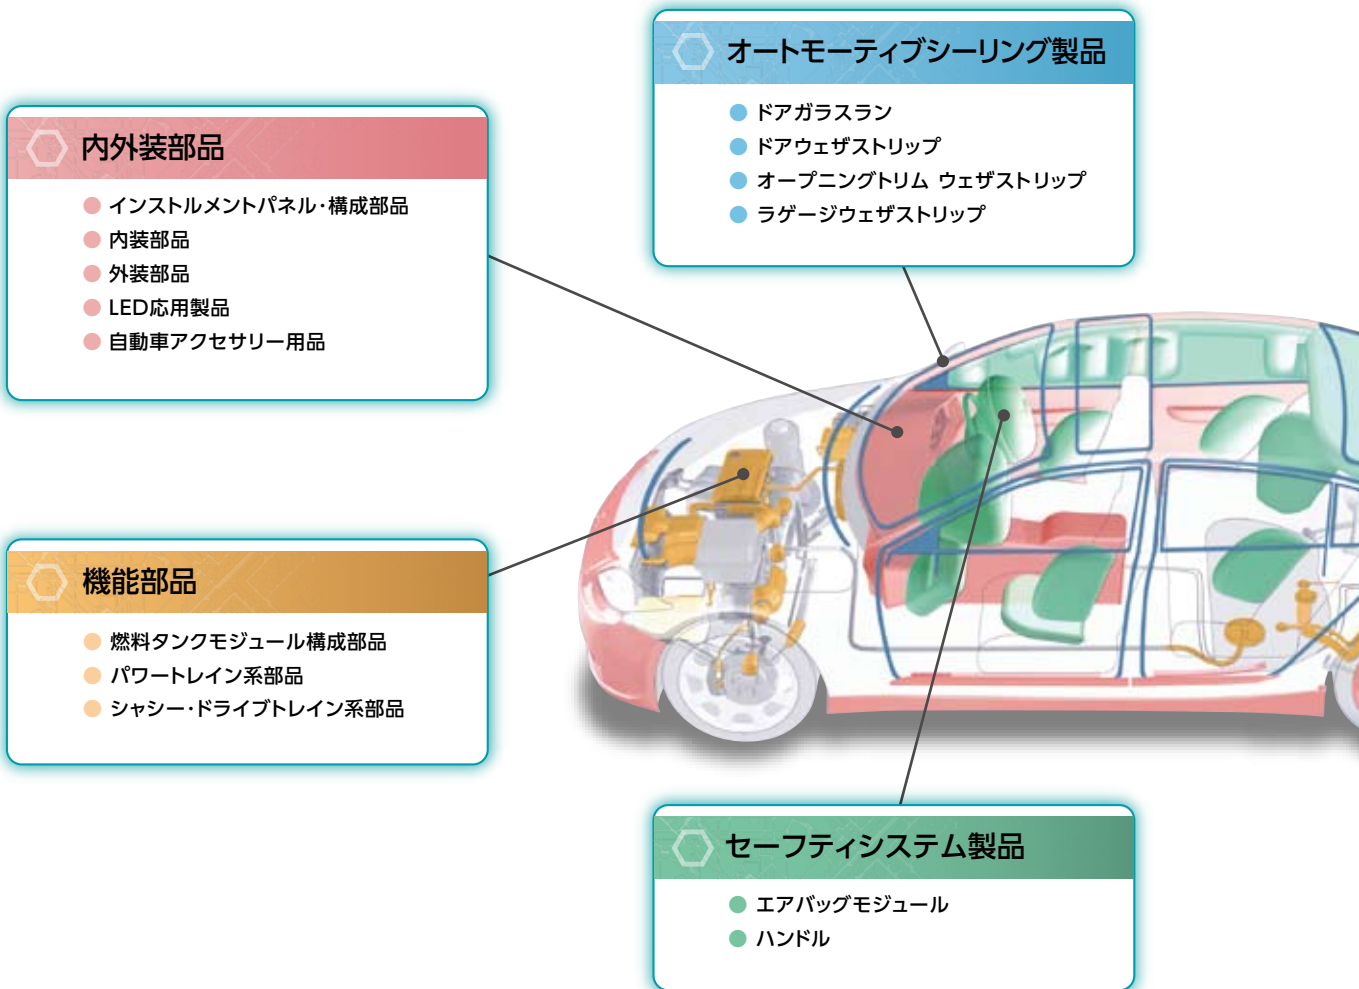 オートモーティブシーリング製品
ドアガラスラン
ドアウェザストリップ
オープニングトリム ウェザストリップ
ラゲージウェザストリップ
内外装部品
インストルメントパネル・構成部品
内装部品
外装部品
LED応用製品
自動車アクセサリー用品
機能部品
燃料タンクモジュール構成部品
パワートレイン系部品
シャシー・ドライブトレイン系部品
セーフティシステム製品
エアバッグモジュール
ハンドル